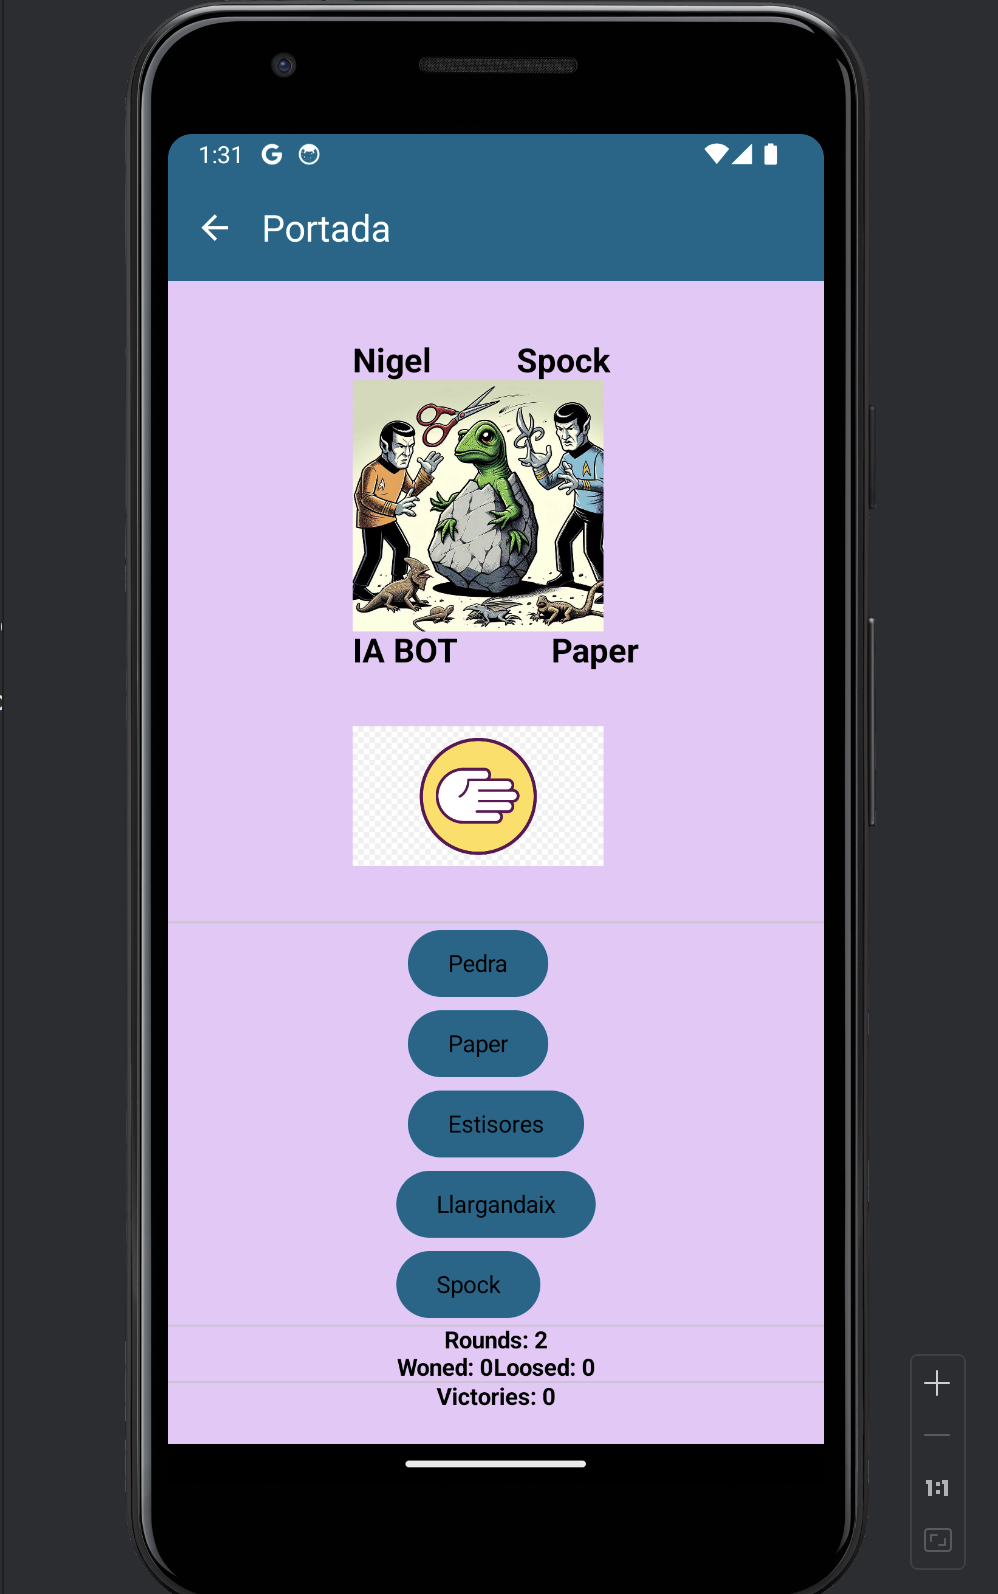 1:31
Portada
Nigel Spock
IA BOT Paper
Pedra
Paper
Estisores
Llargandaix
Spock
Rounds: 2
Woned: 0Loosed: 0
Victories: 0
1:1